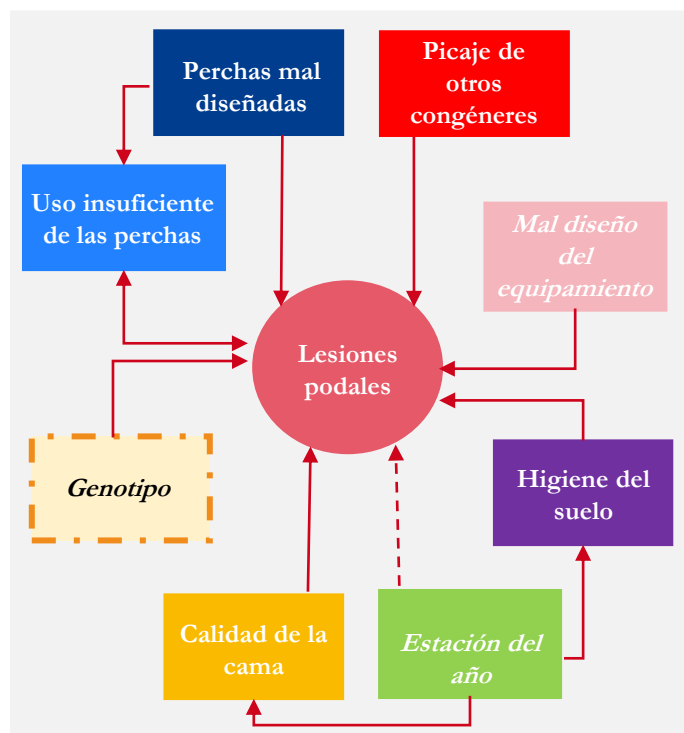 Perchas mal
diseñadas
Picaje de
otros
congéneres
Uso insuficiente
de las perchas
Mal diseño
del
equipamiento
Lesiones
podales
Genotipo
Higiene del
suelo
Calidad de la
cama
Estación del
año